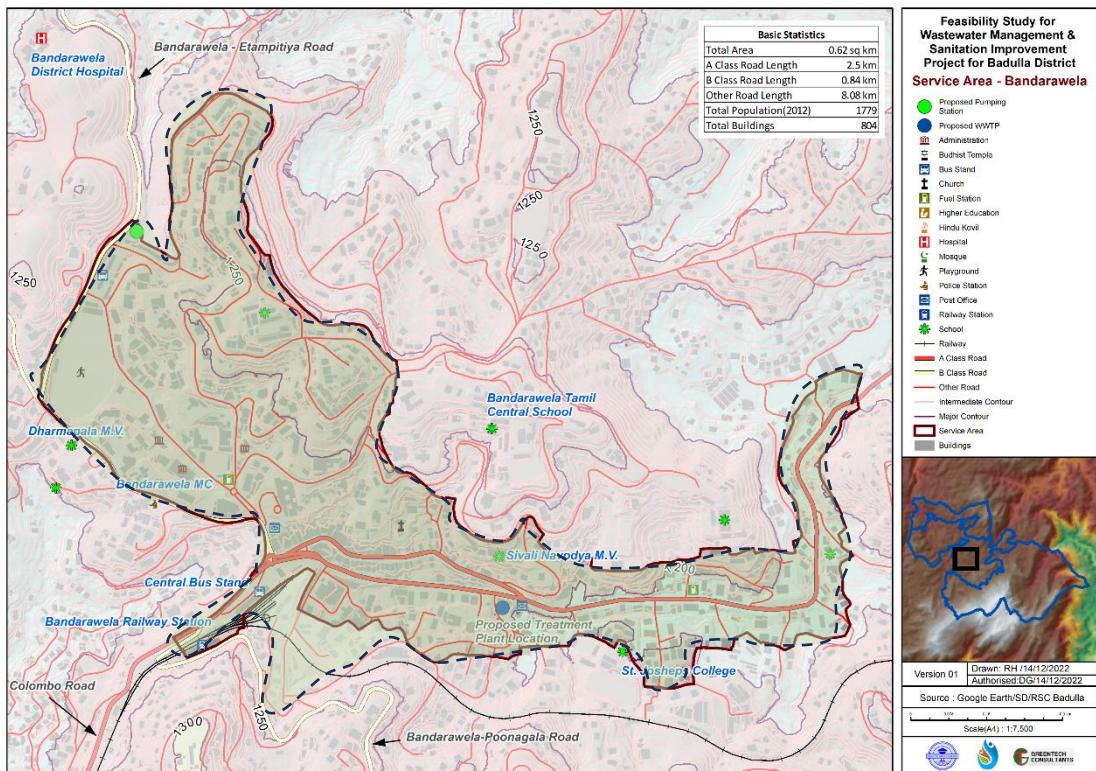 Bandarawela
District Hospital
Bandarawela - Etampitiya Road
Basic Statistics
Total Area 0.62 sq km
A Class Road Length 2.5 km
B Class Road Length 0.84 km
Other Road Length 8.08 km
Total Population(2012) 1779
Total Buildings 804
1250
1250
1250
1250
1250
Bandarawela Tamil
Central School
Dharmapala M.V.
Bandarawela MC
Sivali Navodya M.V.
1200
Central Bus Stand
Bandarawela Railway Station
Proposed Treatment
Plant Location
St. Josheps College
Colombo Road
1300
1250
Bandarawela-Poonagala Road
Feasibility Study for
Wastewater Management &
Sanitation Improvement
Project for Badulla District
Service Area - Bandarawela
Proposed Pumping
Station
Proposed WWTP
Administration
Budhist Temple
Bus Stand
Church
Fuel Station
Higher Education
Hindu Kovil
Hospital
Mosque
Playground
Police Station
Post Office
Railway Station
School
Railway
A Class Road
B Class Road
Other Road
Intermediate Contour
Major Contour
Service Area
Buildings
Version 01
Drawn: RH /14/12/2022
Authorised:DG/14/12/2022
Source : Google Earth/SD/RSC Badulla
Scale(A4) : 1:7,500
GREENTECH
CONSULTANTS